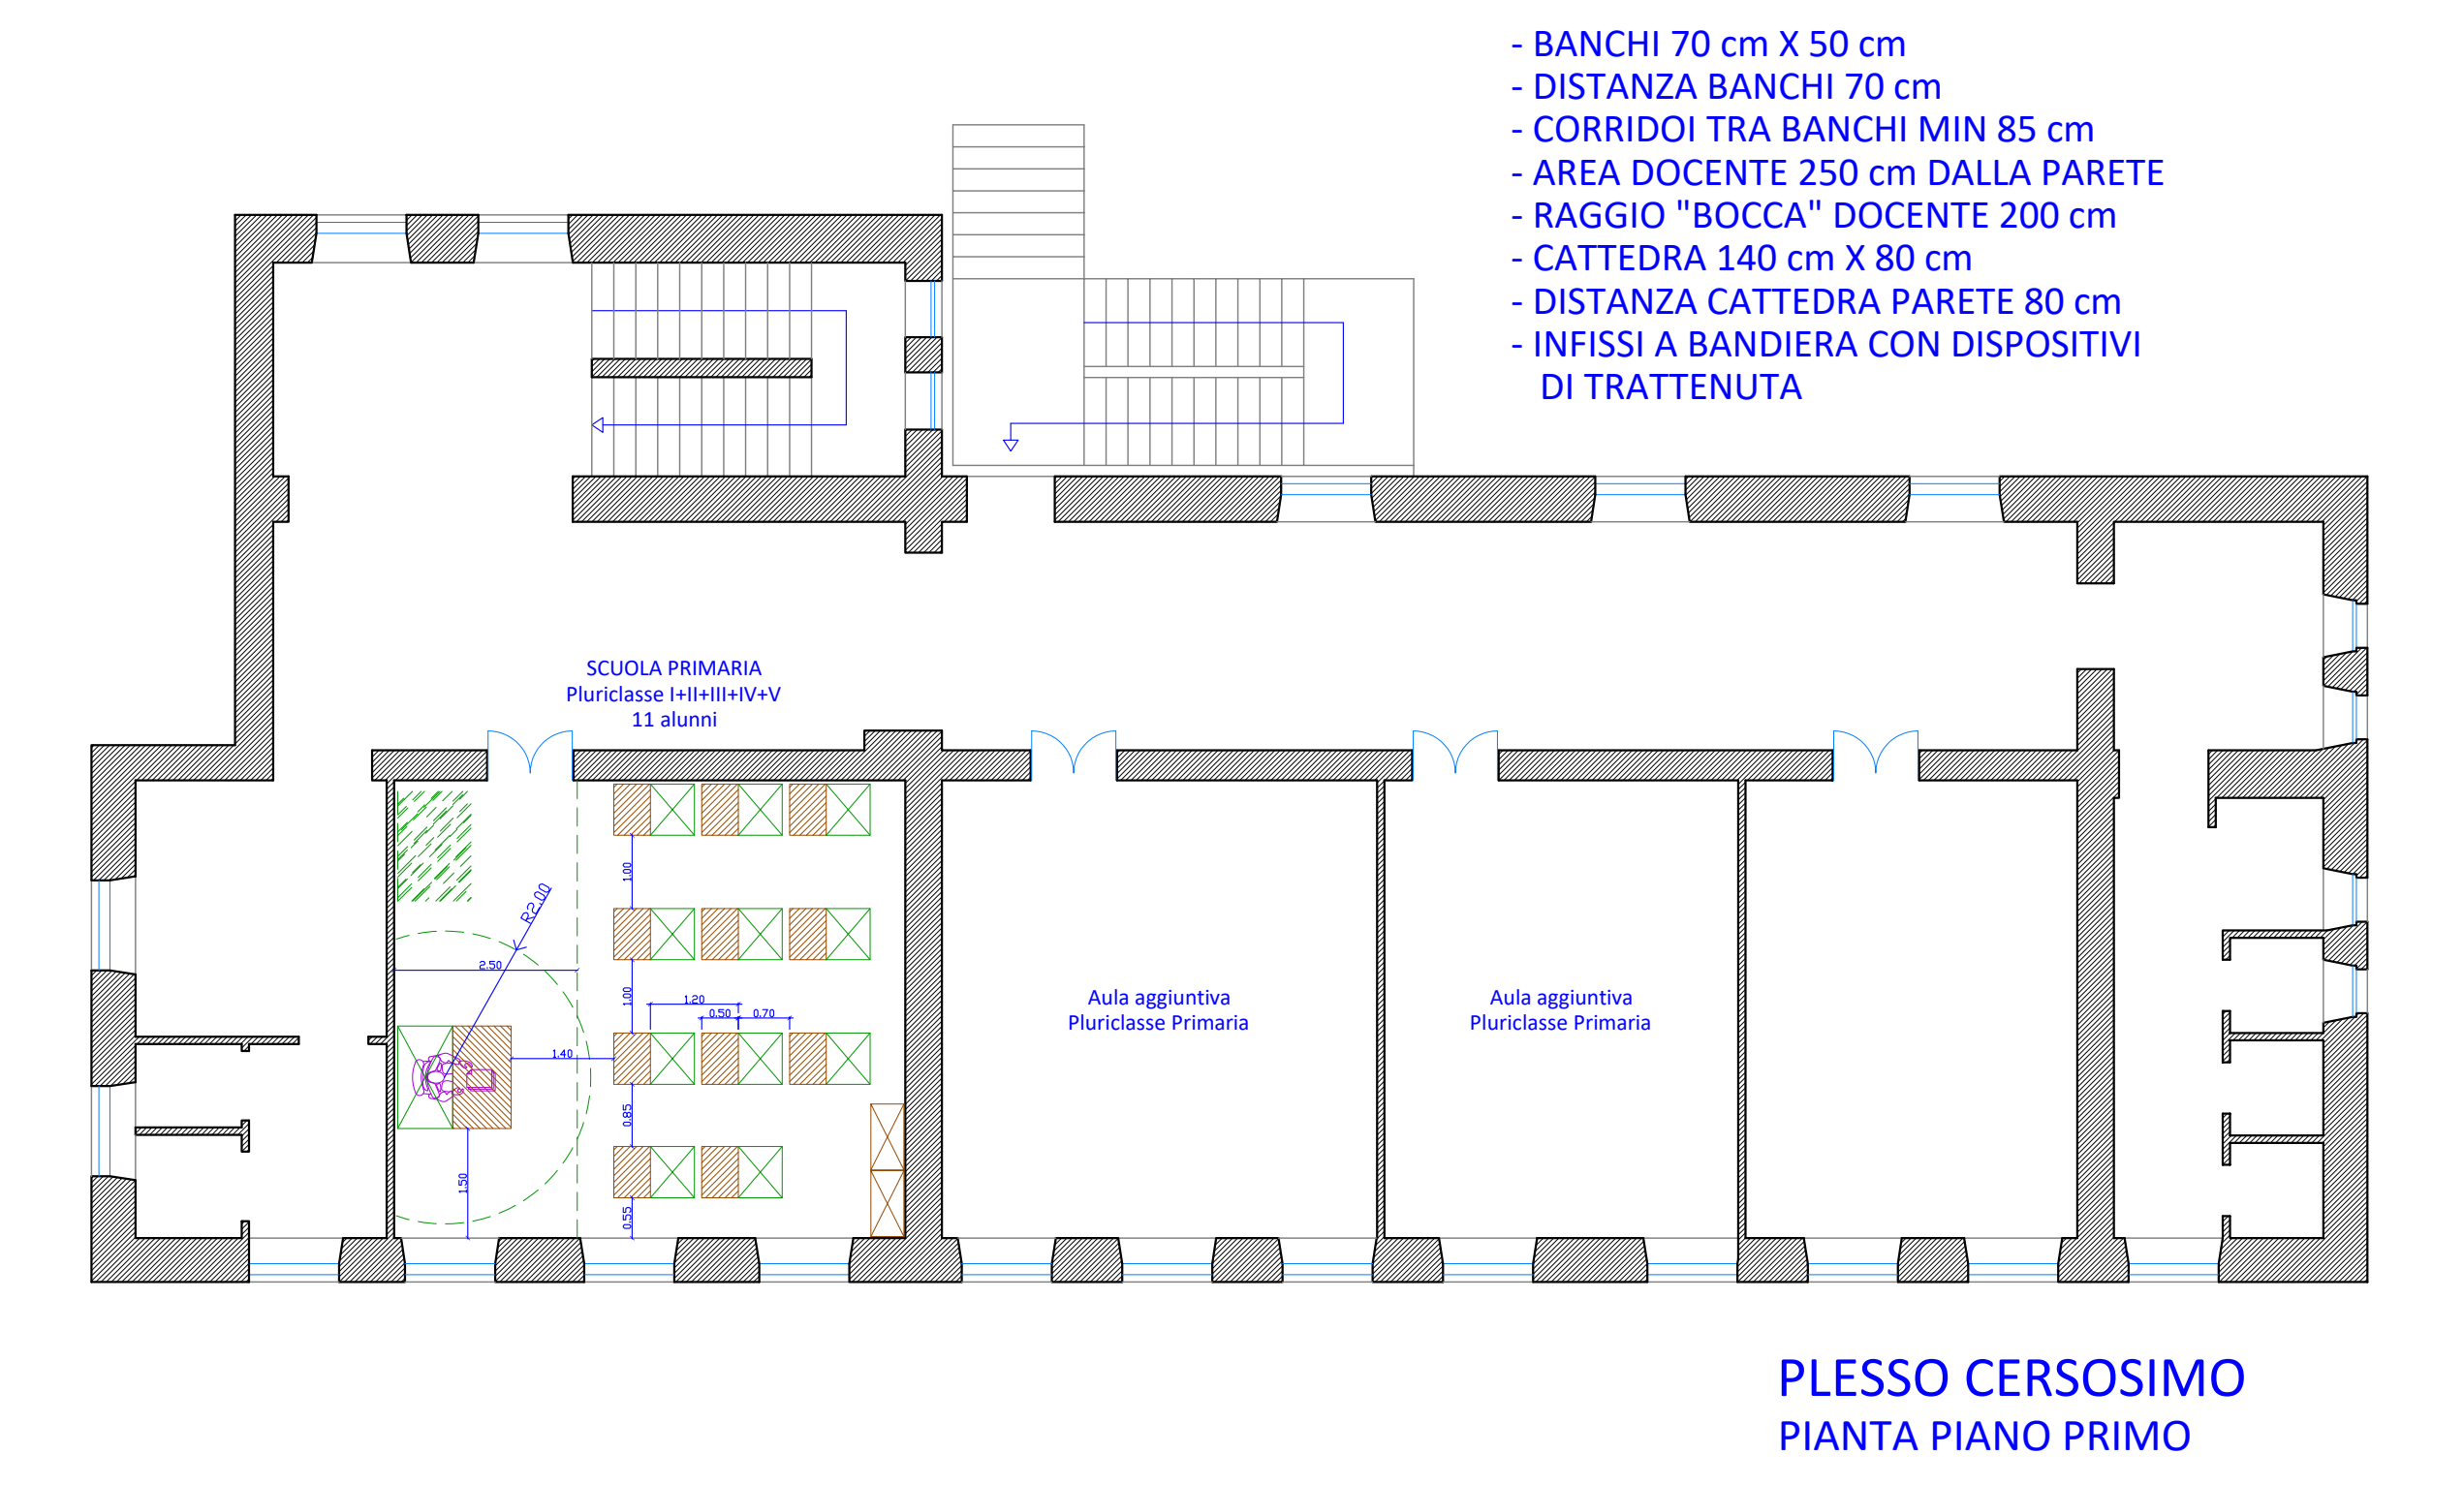 - BANCHI 70 cm X 50 cm
- DISTANZA BANCHI 70 cm
- CORRIDOI TRA BANCHI MIN 85 cm
- AREA DOCENTE 250 cm DALLA PARETE
- RAGGIO "BOCCA" DOCENTE 200 cm
- CATTEDRA 140 cm X 80 cm
- DISTANZA CATTEDRA PARETE 80 cm
- INFISSI A BANDIERA CON DISPOSITIVI
DI TRATTENUTA
SCUOLA PRIMARIA
Pluriclasse I+II+III+IV+V
11 alunni
1.00
R2.00
2.50
1.00
1.20
0.50
0.70
1.40
0.85
1.50
0.55
Aula aggiuntiva
Pluriclasse Primaria
Aula aggiuntiva
Pluriclasse Primaria
PLESSO CERSOSIMO
PIANTA PIANO PRIMO